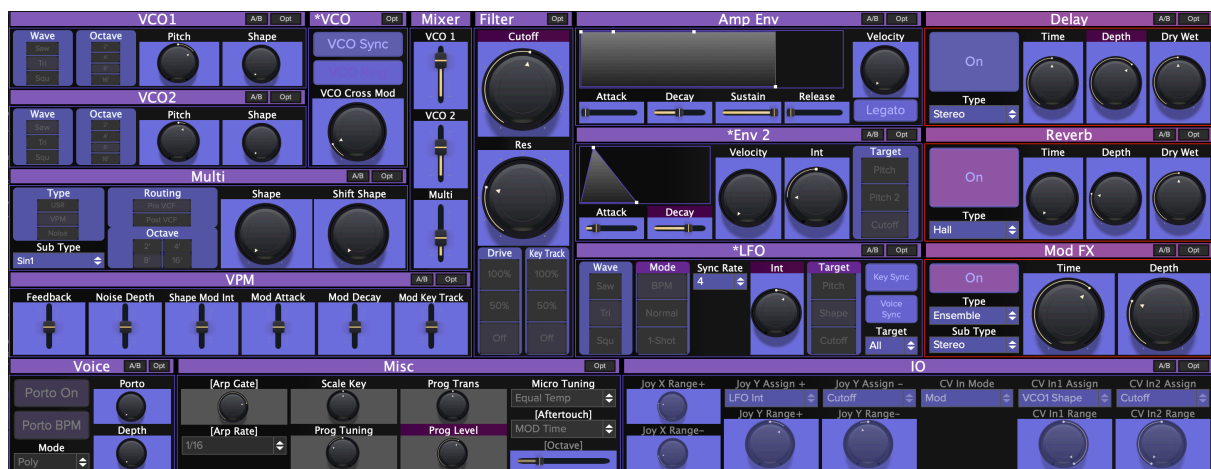 VCO1 A/B Opt
*VCO Opt
Mixer
Filter Opt
Amp Env A/B Opt
Delay A/B Opt
Wave Octave Pitch Shape
Saw 2'
Tri 4'
Squ 8'
16'
VCO2 A/B Opt
Wave Octave Pitch Shape
Saw 2'
Tri 4'
Squ 8'
16'
VCO Sync
VCO Cross Mod
VCO 1
VCO 2
Multi
Cutoff
Res
Drive Key Track
100% 100%
50% 50%
Off Off
Velocity
Attack Decay Sustain Release
Legato
*Env 2 A/B Opt
Velocity Int Target
Pitch
Pitch 2
Cutoff
Attack Decay
*LFO A/B Opt
Wave Mode Sync Rate Int Target
Saw BPM 4 Pitch Key Sync
Tri Normal Shape Voice Sync
Squ 1-Shot Cutoff
Target
All
Time Depth Dry Wet
On
Type
Stereo
Reverb A/B Opt
Time Depth Dry Wet
On
Type
Hall
Mod FX A/B Opt
Time Depth
On
Type
Ensemble
Sub Type
Stereo
Multi A/B Opt
Type Routing Shape Shift Shape
USR Pre VCF
VPM Post VCF
Noise Octave
2' 4'
8' 16'
Sub Type
Sin1
VPM A/B Opt
Feedback Noise Depth Shape Mod Int Mod Attack Mod Decay Mod Key Track
Voice A/B Opt
Porto On Porto
Porto BPM Depth
Mode
Poly
Misc Opt
[Arp Gate] Scale Key Prog Trans Micro Tuning
Equal Temp
[Arp Rate] Prog Tuning Prog Level [Aftertouch]
1/16 MOD Time
[Octave]
IO Opt
Joy X Range+ Joy Y Assign + Joy Y Assign - CV In Mode CV In1 Assign CV In2 Assign
LFO Int Cutoff Mod VCO1 Shape Cutoff
Joy X Range- Joy Y Range+ Joy Y Range- CV In1 Range CV In2 Range